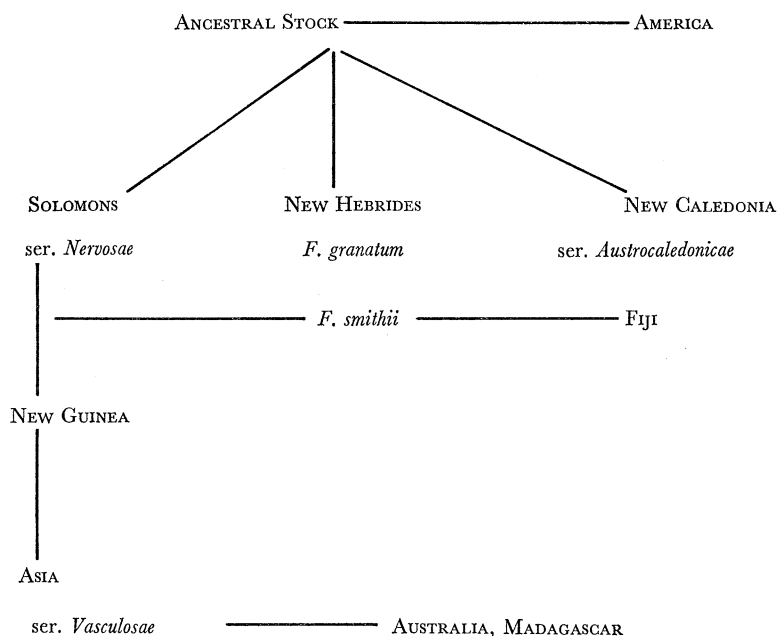 ANCESTRAL STOCK AMERICA
SOLOMONS NEW HEBRIDES NEW CALEDONIA
ser. Nervosae F. granatum ser. Austrocaledonicae
F. smithii FIJI
NEW GUINEA
ASIA
ser. Vasculosae AUSTRALIA, MADAGASCAR